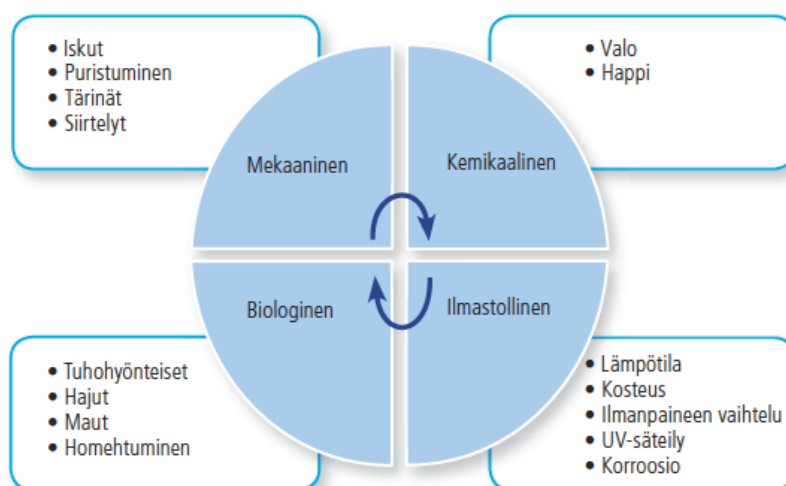 • Iskut
• Puristuminen
• Tärinät
• Siirtelyt
• Valo
• Happi
Mekaaninen
Kemikaalinen
Biologinen
Ilmastollinen
• Tuhohyönteiset
• Hajut
• Maut
• Homehtuminen
• Lämpötila
• Kosteus
• Ilmanpaineen vaihtelu
• UV-säteily
• Korroosio